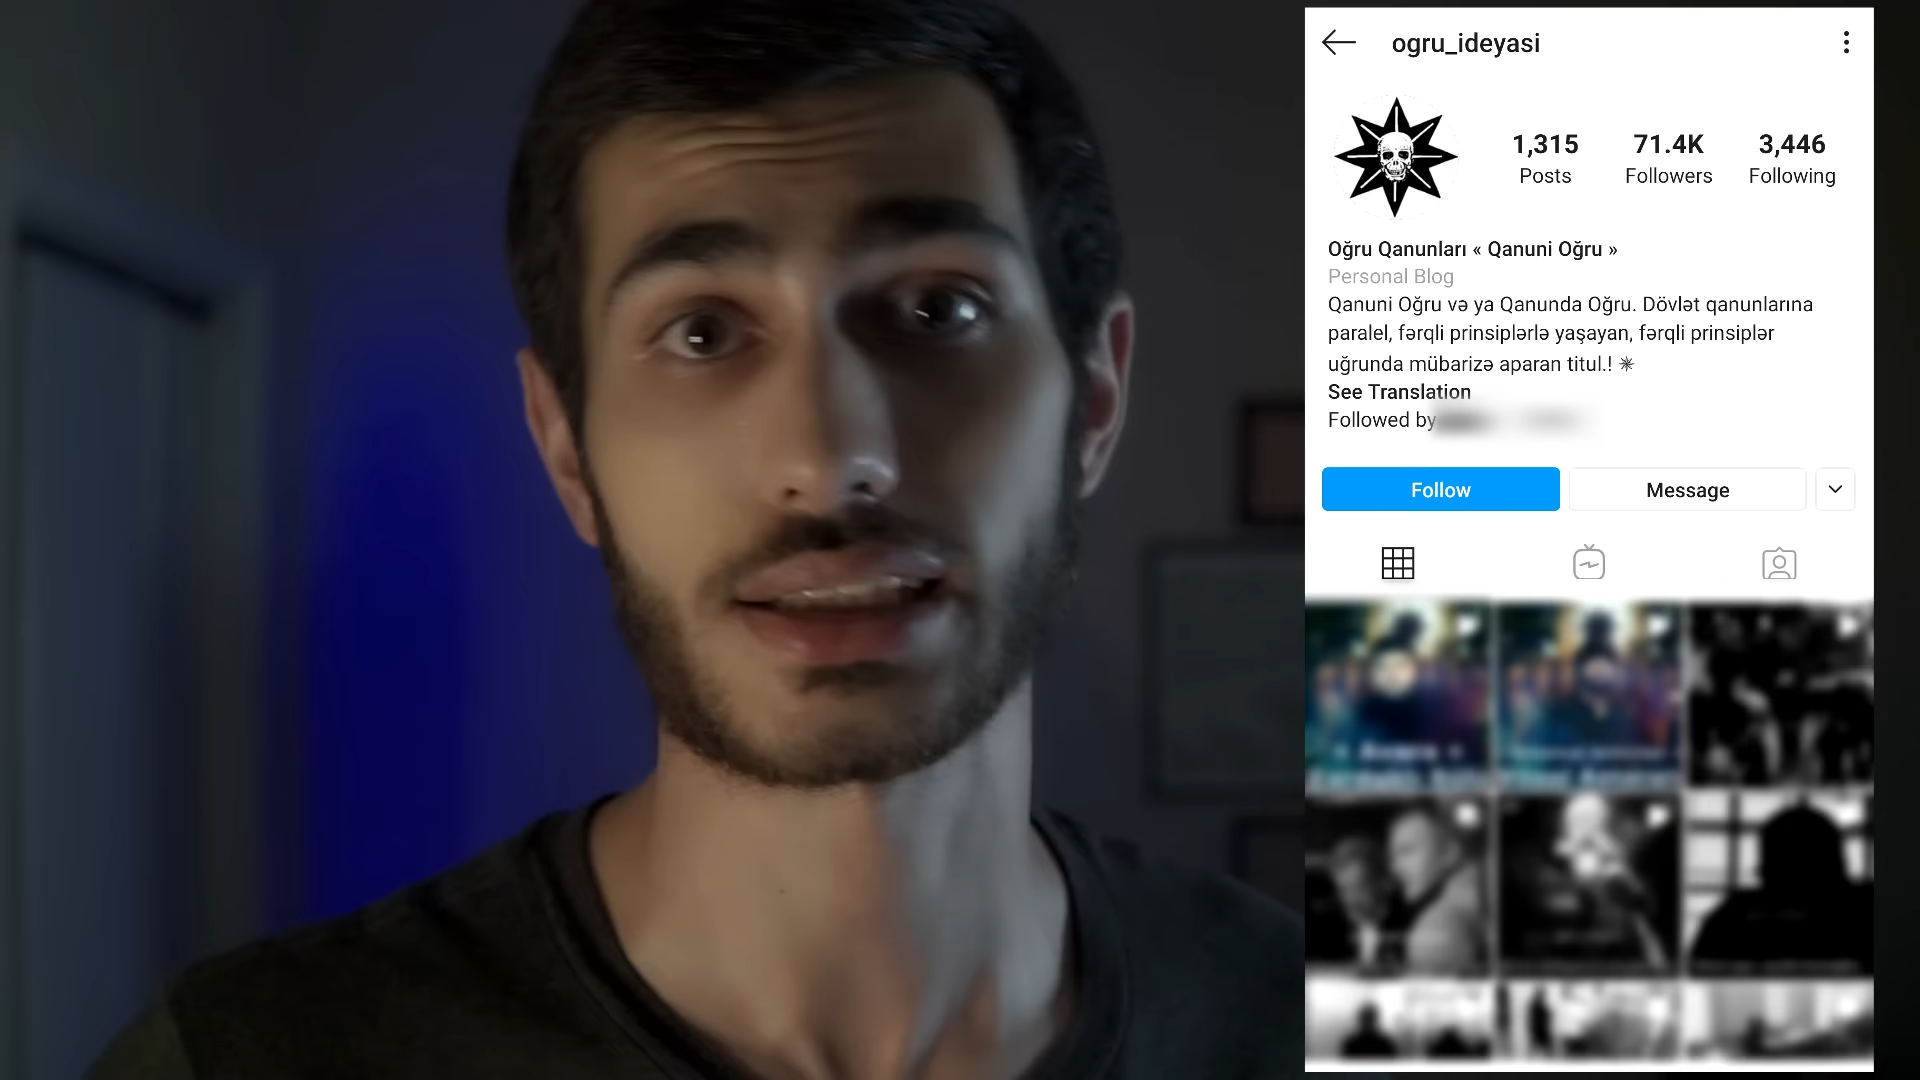 ogru_ideyasi
1,315 71.4K 3,446
Posts Followers Following
Oğru Qanunları « Qanuni Oğru »
Personal Blog
Qanuni Oğru və ya Qanunda Oğru. Dövlət qanunlarına
paralel, fərqli prinsiplərlə yaşayan, fərqli prinsiplər
uğrunda mübarizə aparan titul.! ✴
See Translation
Followed by
Follow Message